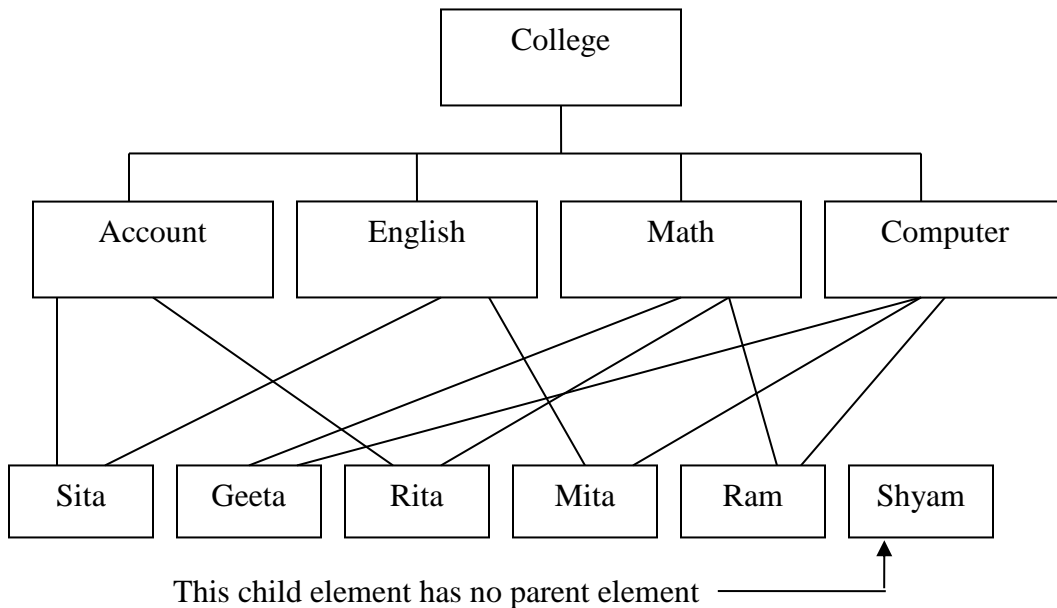 College
Account English Math Computer
Sita Geeta Rita Mita Ram Shyam
This child element has no parent element